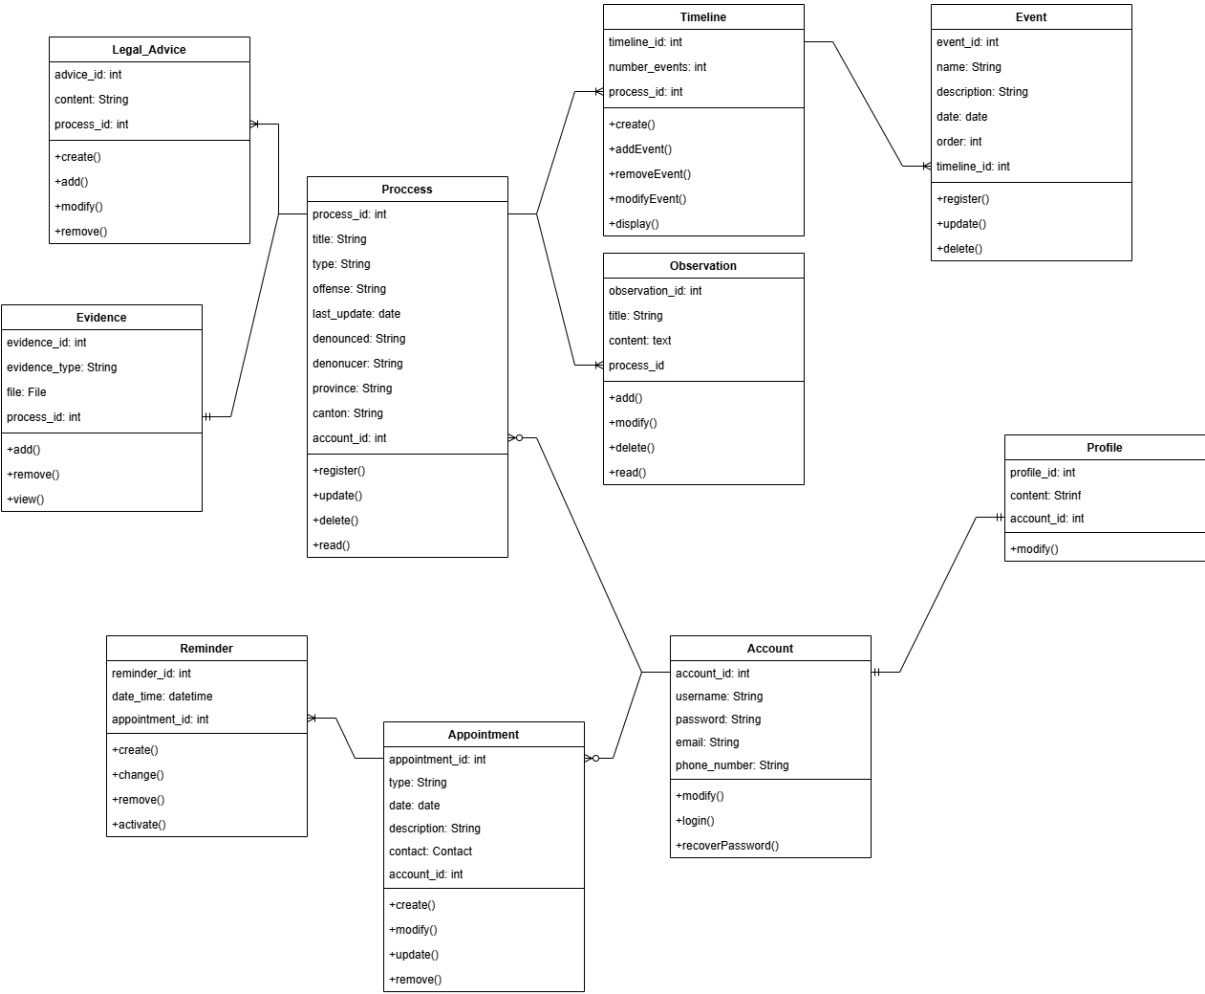 Legal_Advice
advice_id: int
content: String
process_id: int
+create()
+add()
+modify()
+remove()
Evidence
evidence_id: int
evidence_type: String
file: File
process_id: int
+add()
+remove()
+view()
Proccess
process_id: int
title: String
type: String
offense: String
last_update: date
denounced: String
denonucer: String
province: String
canton: String
account_id: int
+register()
+update()
+delete()
+read()
Timeline
timeline_id: int
number_events: int
process_id: int
+create()
+addEvent()
+removeEvent()
+modifyEvent()
+display()
Event
event_id: int
name: String
description: String
date: date
order: int
timeline_id: int
+register()
+update()
+delete()
Observation
observation_id: int
title: String
content: text
process_id
+add()
+modify()
+delete()
+read()
Profile
profile_id: int
content: Strinf
account_id: int
+modify()
Reminder
reminder_id: int
date_time: datetime
appointment_id: int
+create()
+change()
+remove()
+activate()
Appointment
appointment_id: int
type: String
date: date
description: String
contact: Contact
account_id: int
+create()
+modify()
+update()
+remove()
Account
account_id: int
username: String
password: String
email: String
phone_number: String
+modify()
+login()
+recoverPassword()